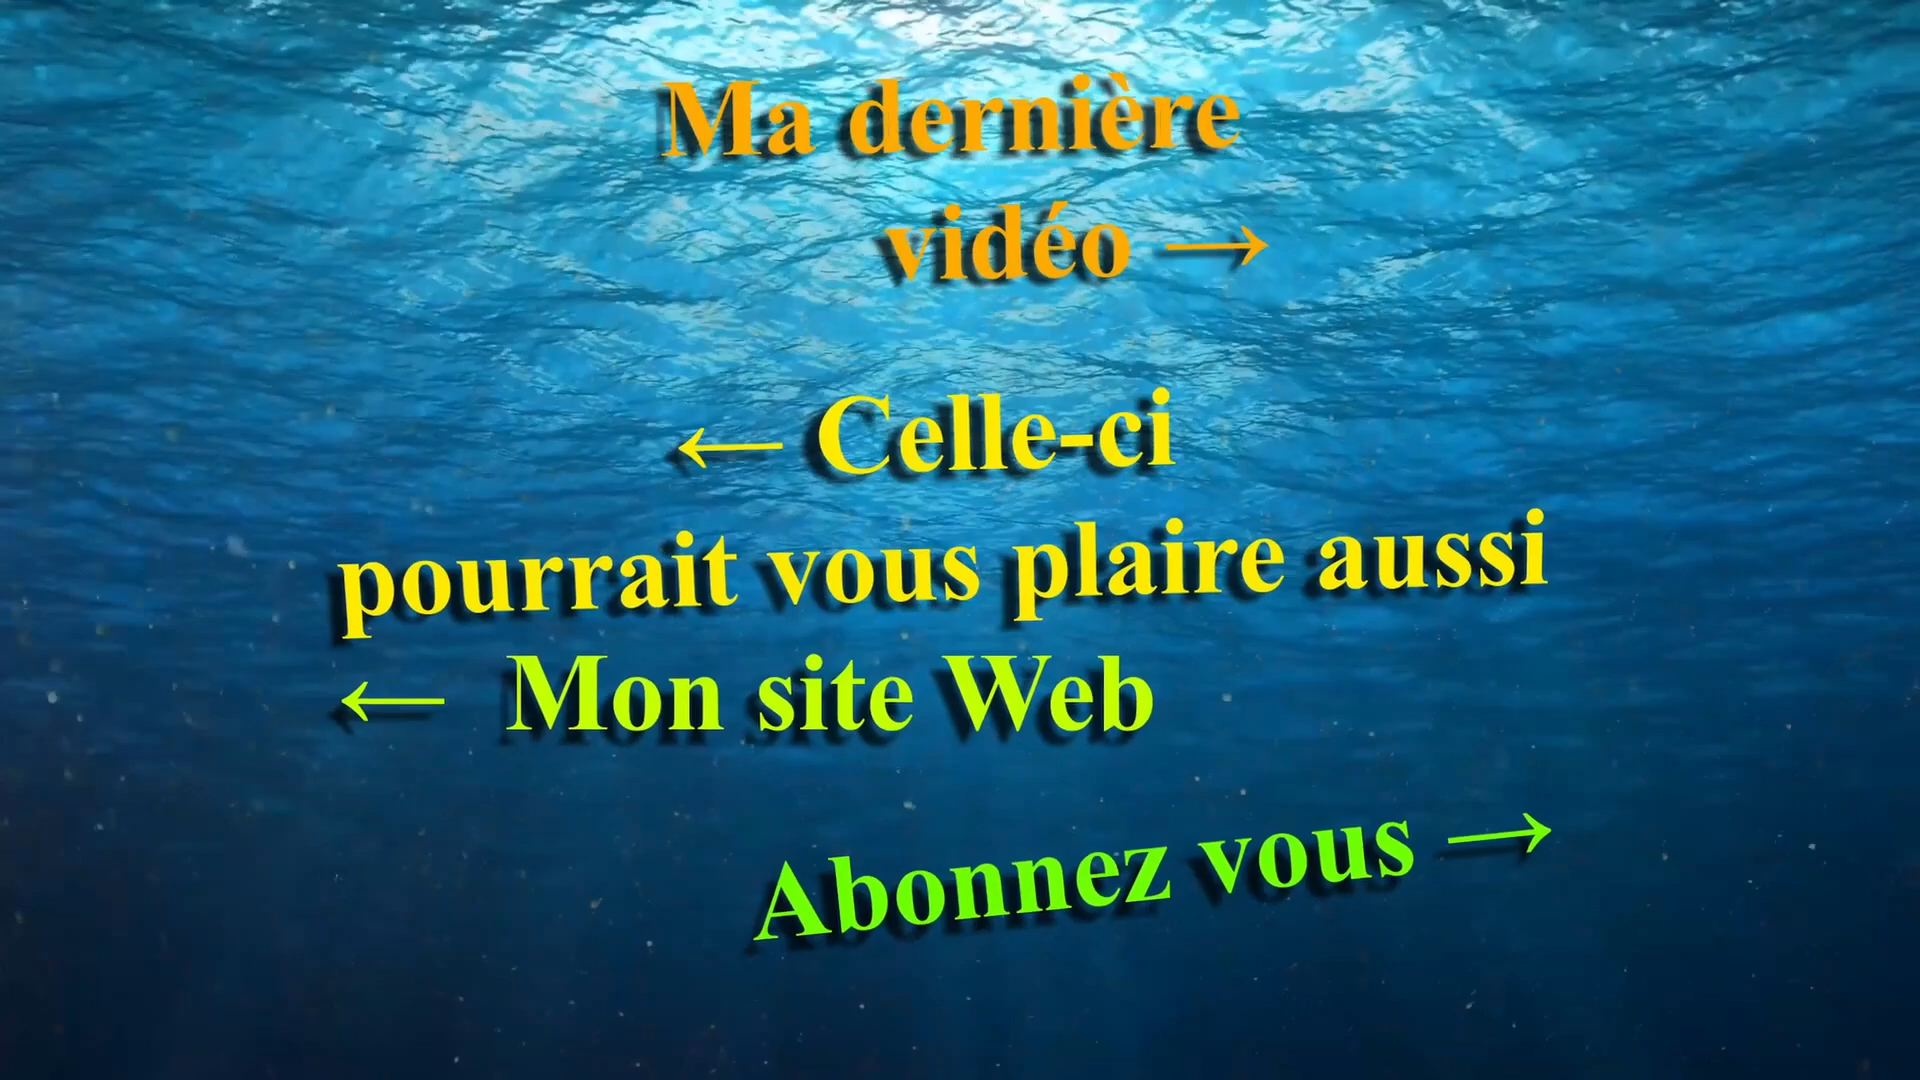 Ma dernière
vidéo →
← Celle-ci
pourrait vous plaire aussi
← Mon site Web
Abonnez vous →